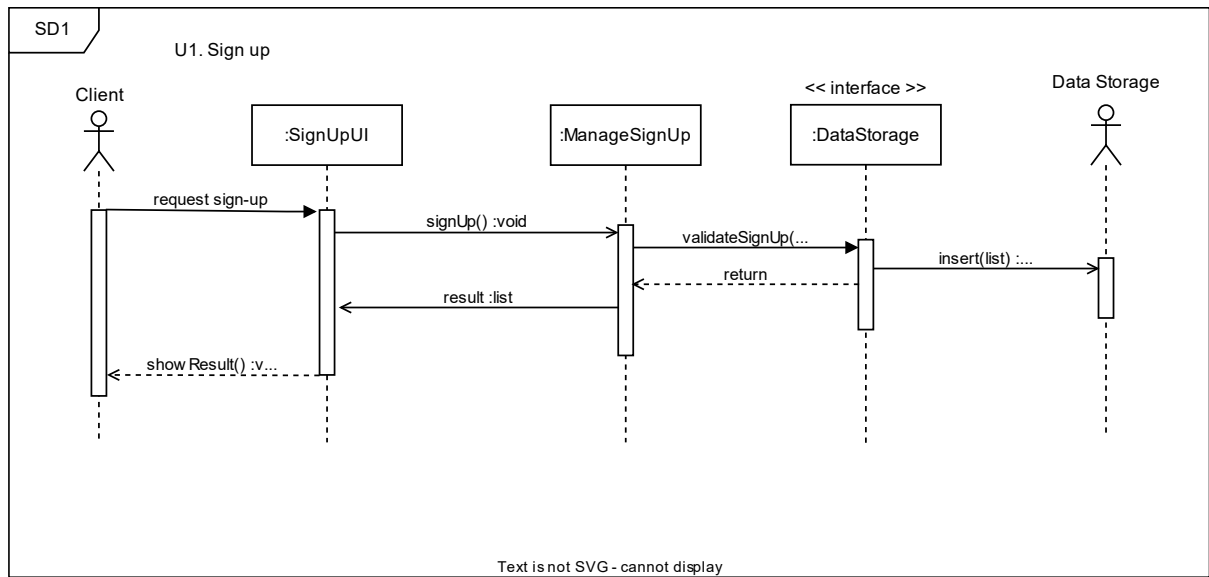 SD1
U1. Sign up
Client
:SignUpUI
:ManageSignUp
<< interface >>
:DataStorage
Data Storage
request sign-up
signUp() :void
validateSignUp(...
insert(list) :...
return
result :list
show Result() :v...
Text is not SVG - cannot display